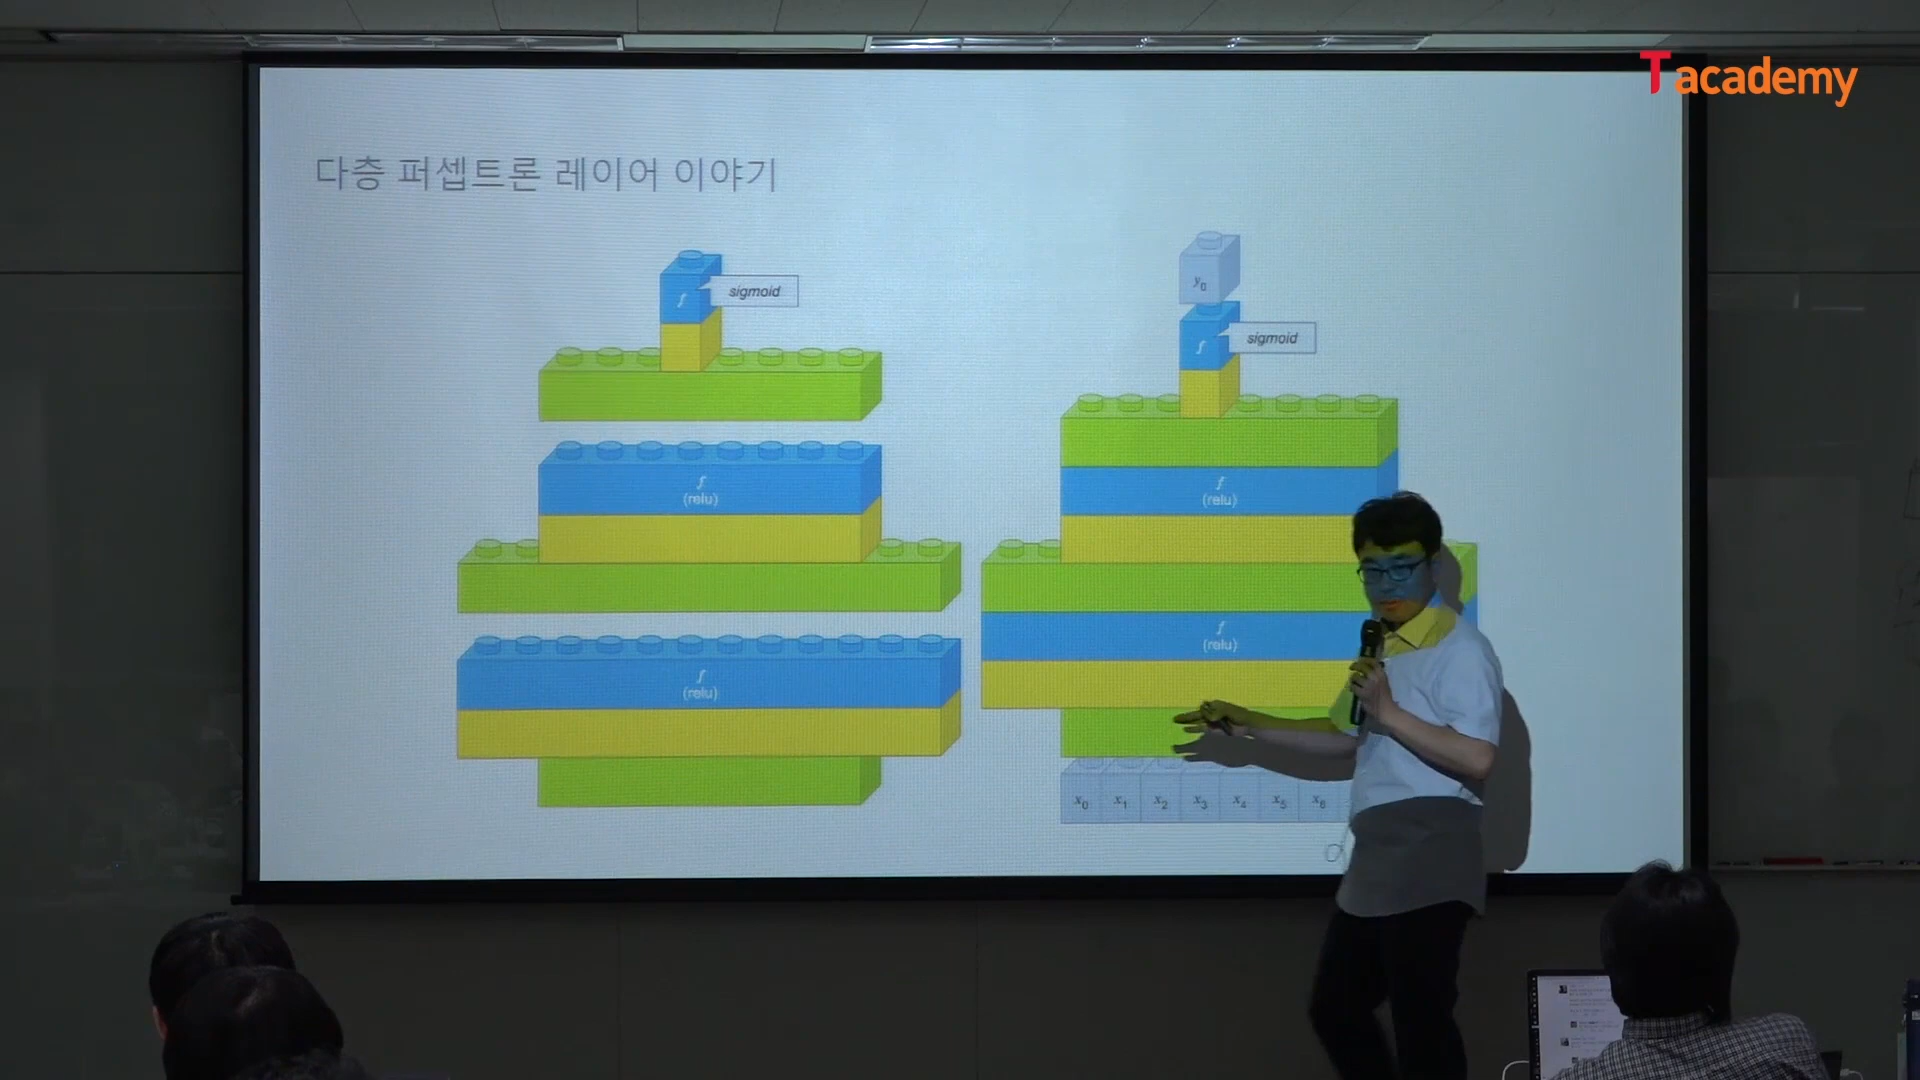 T academy
다층 퍼셉트론 레이어 이야기
f
sigmoid
f
(relu)
f
(relu)
y0
f
sigmoid
f
(relu)
f
(relu)
x0 x1 x2 x3 x4 x5 x6